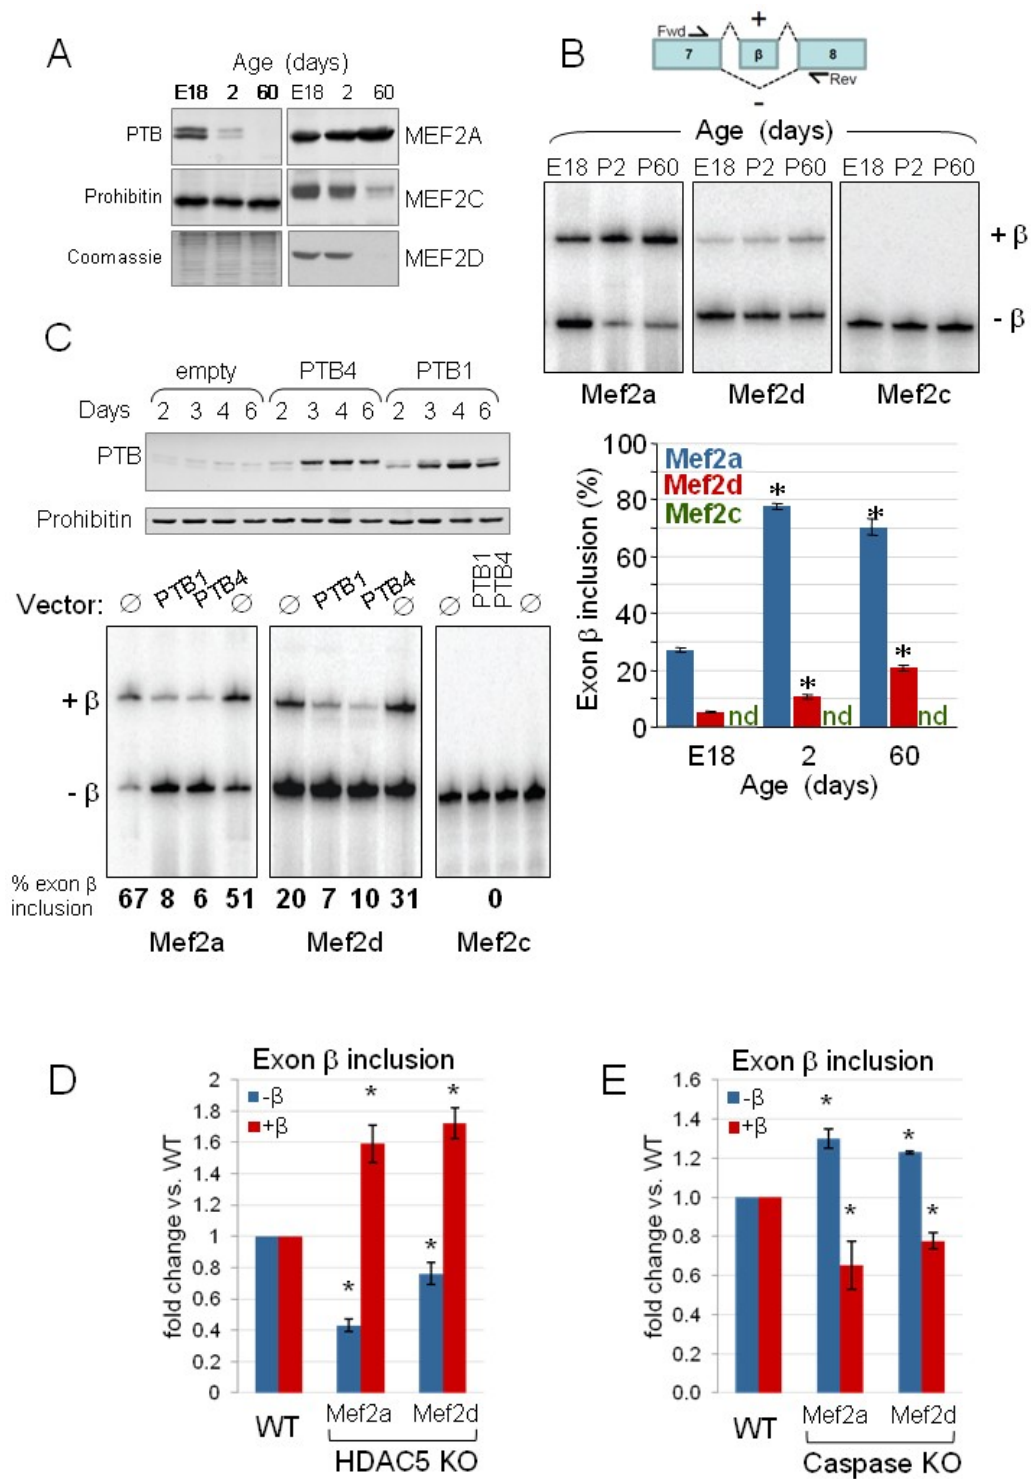 A
Age (days)
E18 2 60 E18 2 60
PTB
MEF2A
Prohibitin
MEF2C
Coomassie
MEF2D
B
+
Fwd
7 β 8
Rev
-
Age (days)
E18 P2 P60 E18 P2 P60 E18 P2 P60
+ β
- β
Mef2a Mef2d Mef2c
100
80
60
40
20
0
Exon β inclusion (%)
Mef2a
Mef2d
Mef2c
* * * *
nd nd nd
E18 2 60
Age (days)
C
empty PTB4 PTB1
Days 2 3 4 6 2 3 4 6 2 3 4 6
PTB
Prohibitin
Vector: ∅ PTB1 PTB4 ∅ ∅ PTB1 PTB4 ∅ ∅ PTB1 PTB4 ∅
+ β
- β
% exon β
inclusion
67 8 6 51 20 7 10 31 0
Mef2a Mef2d Mef2c
D
Exon β inclusion
fold change vs. WT
2
1.8
1.6
1.4
1.2
1
0.8
0.6
0.4
0.2
0
-β
+β
* * * *
WT Mef2a Mef2d
HDAC5 KO
E
Exon β inclusion
fold change vs. WT
1.6
1.4
1.2
1.0
0.8
0.6
0.4
0.2
0.0
-β
+β
* * * *
WT Mef2a Mef2d
Caspase KO